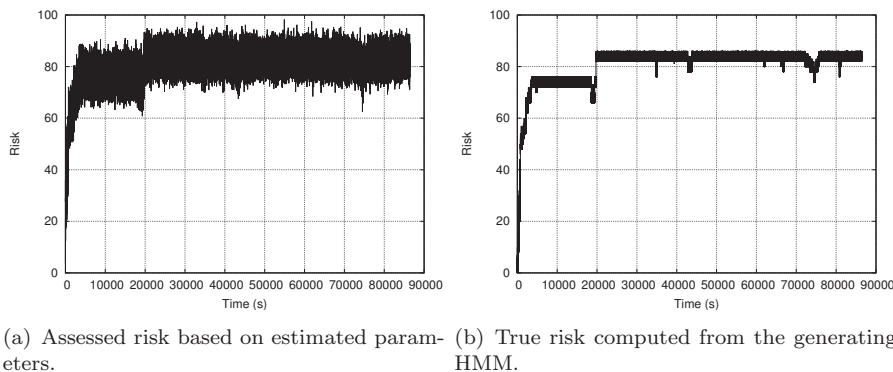 100
80
60
40
20
0
Risk
0 10000 20000 30000 40000 50000 60000 70000 80000 90000
Time (s)
(a) Assessed risk based on estimated param-
eters.
100
80
60
40
20
0
Risk
0 10000 20000 30000 40000 50000 60000 70000 80000 90000
Time (s)
(b) True risk computed from the generating
HMM.